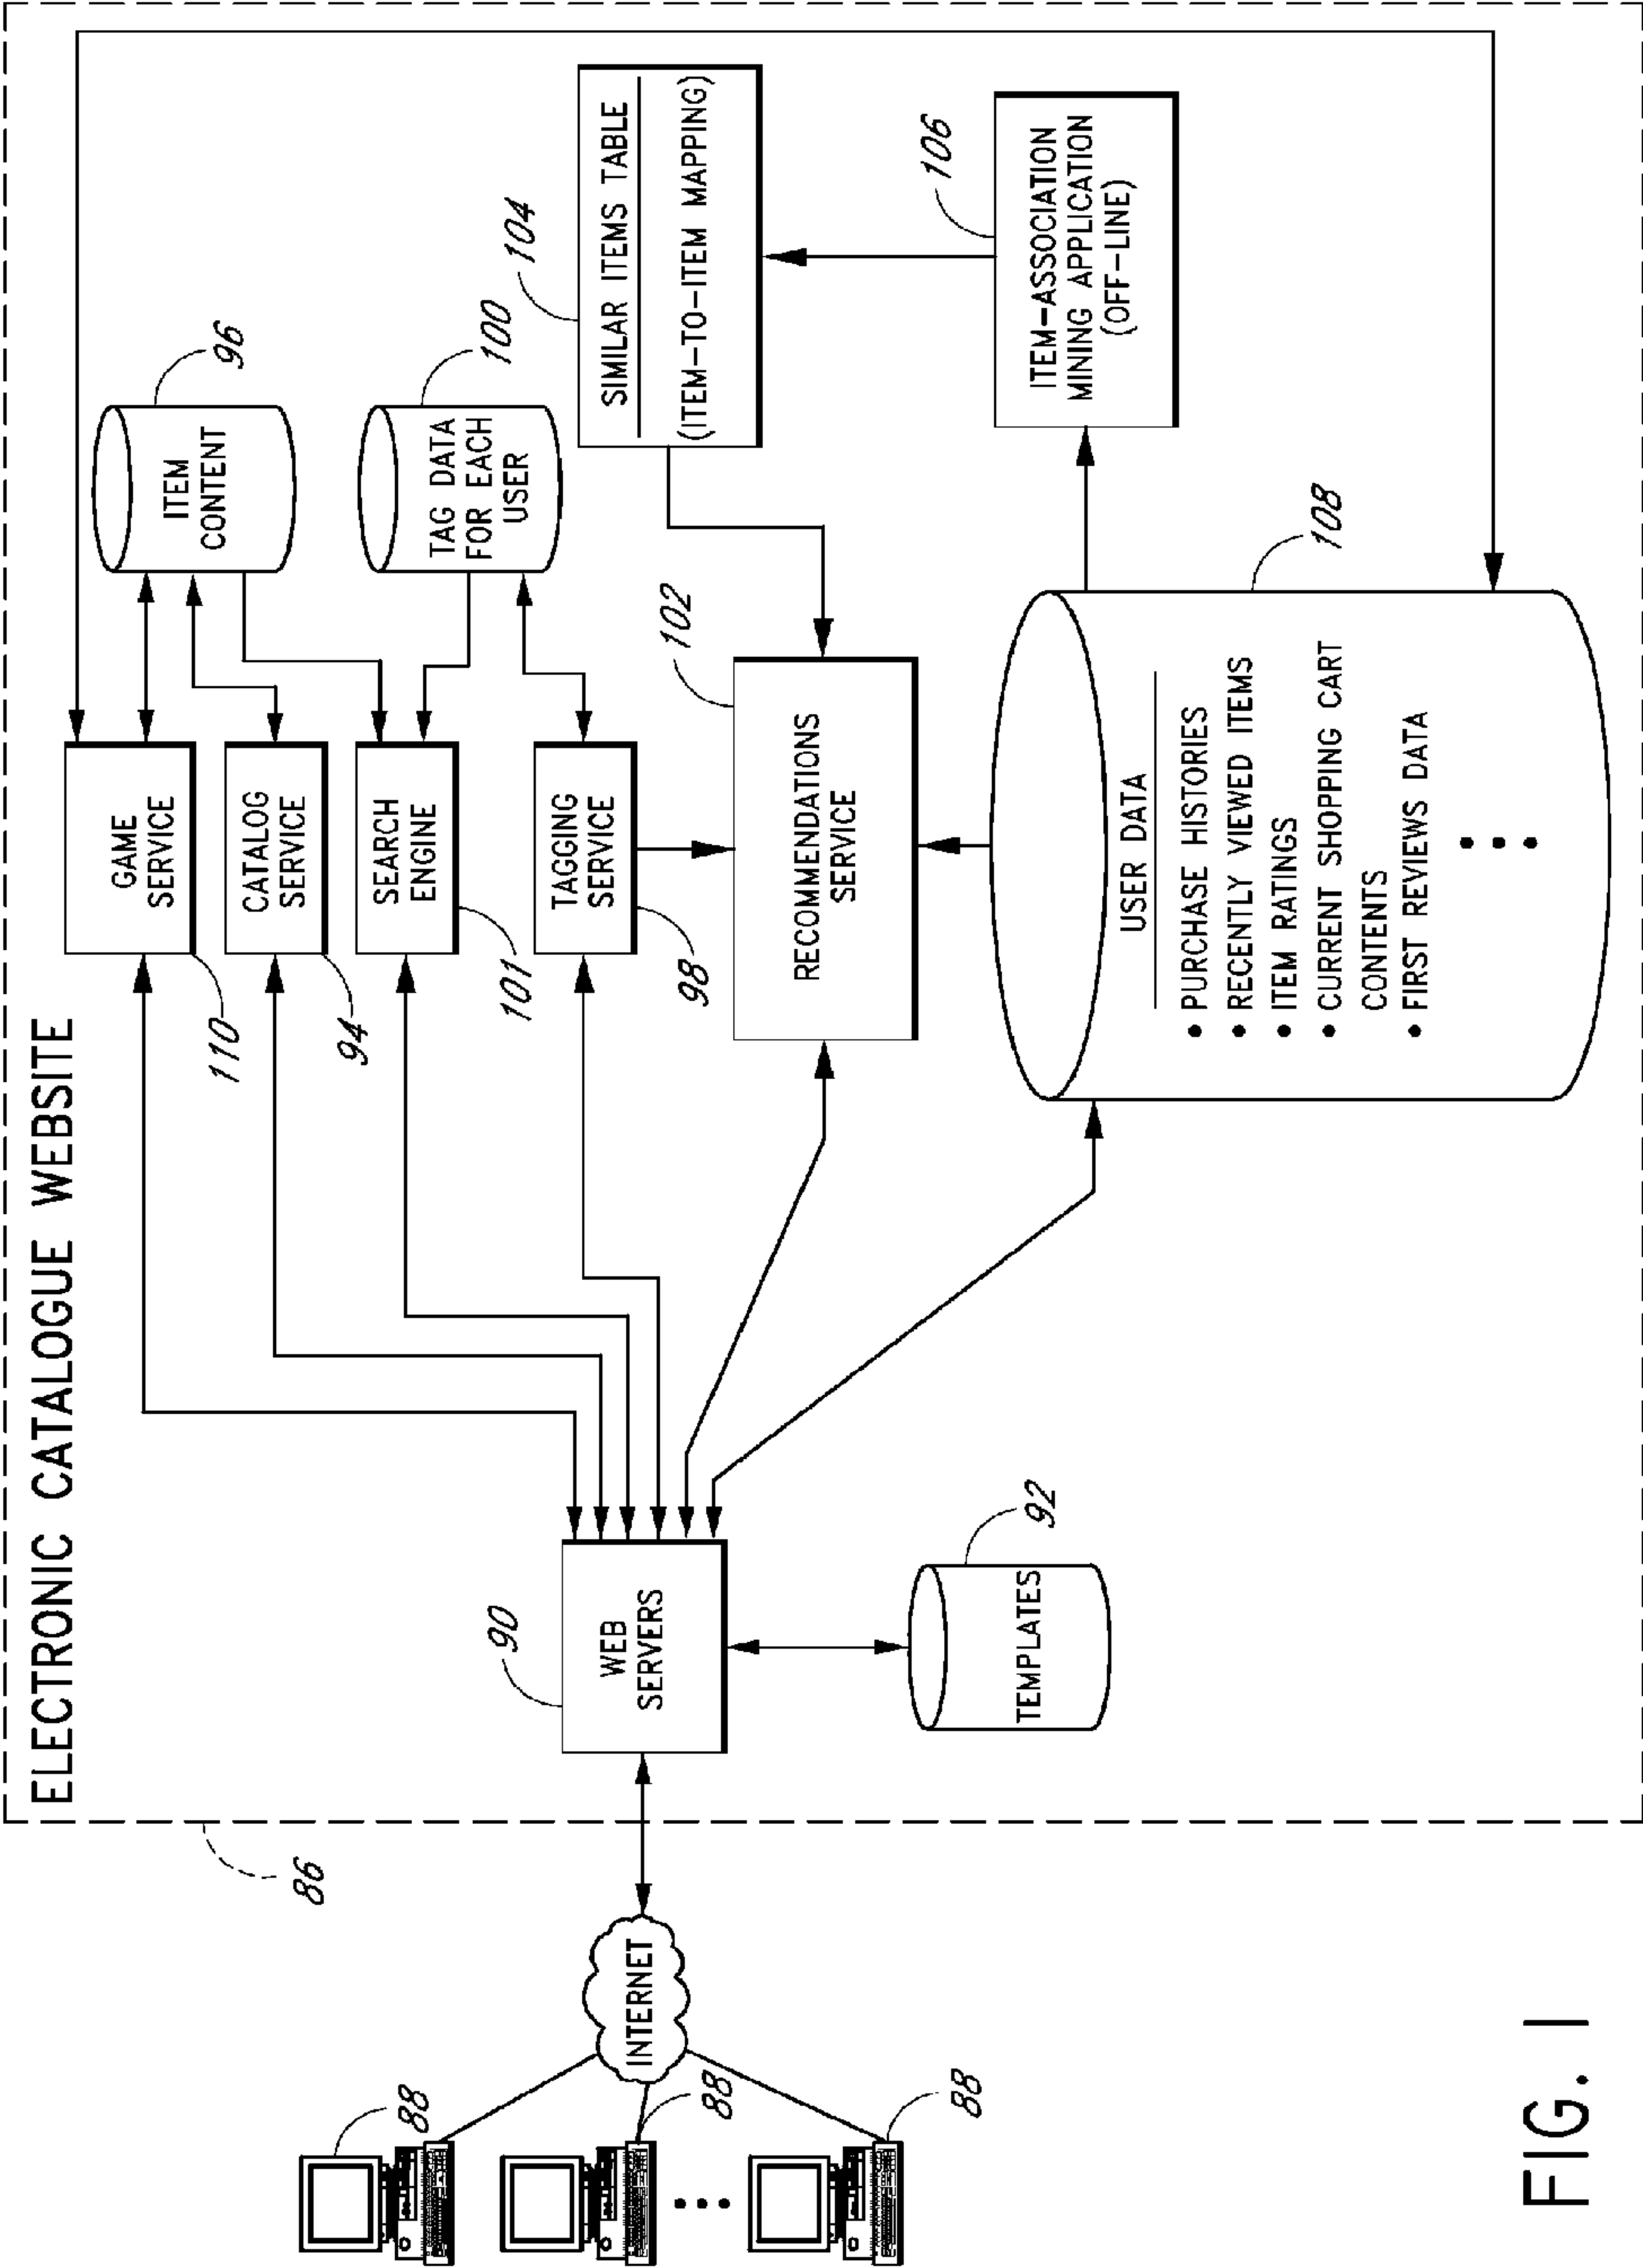 ELECTRONIC CATALOGUE WEBSITE
86
88
88
88
INTERNET
90
WEB
SERVERS
TEMPLATES
92
GAME
SERVICE
110
CATALOG
SERVICE
94
SEARCH
ENGINE
101
TAGGING
SERVICE
98
ITEM
CONTENT
96
TAG DATA
FOR EACH
USER
100
RECOMMENDATIONS
SERVICE
102
SIMILAR ITEMS TABLE
(ITEM-TO-ITEM MAPPING)
104
ITEM-ASSOCIATION
MINING APPLICATION
(OFF-LINE)
106
USER DATA
• PURCHASE HISTORIES
• RECENTLY VIEWED ITEMS
• ITEM RATINGS
• CURRENT SHOPPING CART
CONTENTS
• FIRST REVIEWS DATA
108
FIG. 1